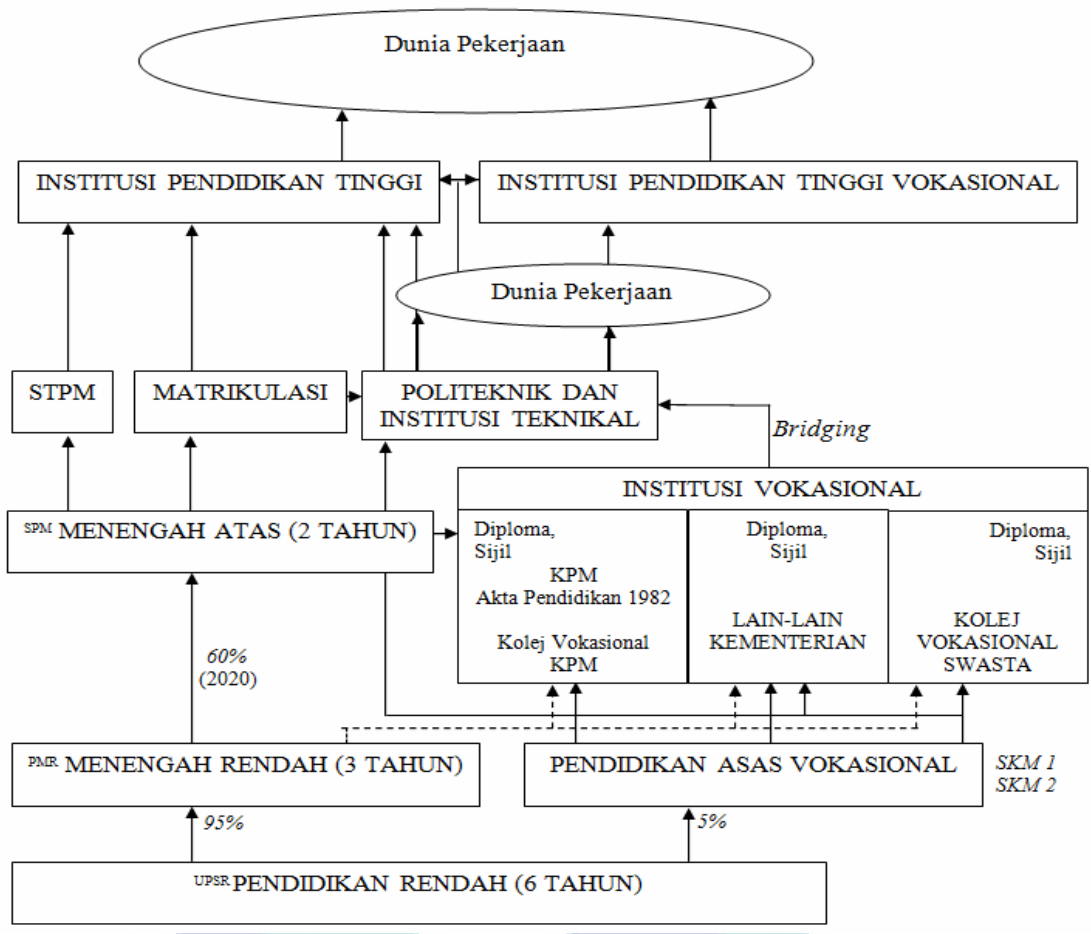 Dunia Pekerjaan
INSTITUSI PENDIDIKAN TINGGI
INSTITUSI PENDIDIKAN TINGGI VOKASIONAL
Dunia Pekerjaan
STPM
MATRIKULASI
POLITEKNIK DAN
INSTITUSI TEKNIKAL
Bridging
INSTITUSI VOKASIONAL
SPM MENENGAH ATAS (2 TAHUN)
Diploma,
Sijil
KPM
Akta Pendidikan 1982
Kolej Vokasional
KPM
Diploma,
Sijil
LAIN-LAIN
KEMENTERIAN
Diploma,
Sijil
KOLEJ
VOKASIONAL
SWASTA
60%
(2020)
PMR MENENGAH RENDAH (3 TAHUN)
PENDIDIKAN ASAS VOKASIONAL
SKM 1
SKM 2
95%
5%
UPSR PENDIDIKAN RENDAH (6 TAHUN)